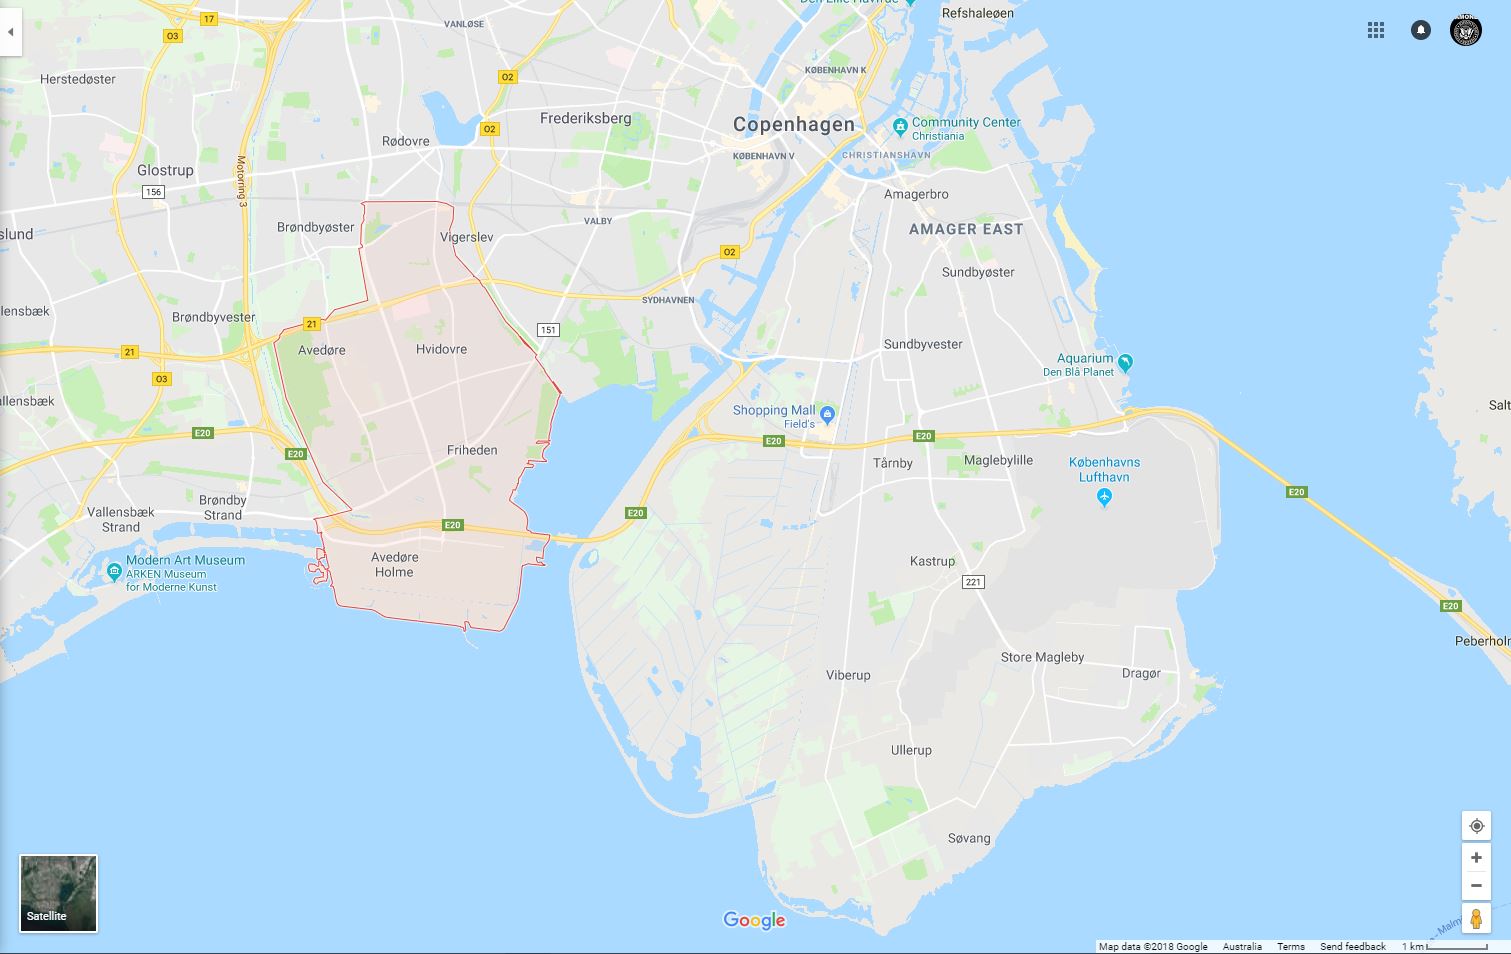 Den Lille Havfrue
Refshaleøen
17
O3
VANLØSE
AMONES
Herstedøster
O2
KØBENHAVN K
Frederiksberg
Copenhagen
Community Center
Christiania
O2
Rødovre
KØBENHAVN V
CHRISTIANSHAVN
Glostrup
Motorring 3
156
Amagerbro
Brøndbyøster
Vigerslev
VALBY
AMAGER EAST
slund
O2
Sundbyøster
SYDHAVNEN
llensbæk
Brøndbyvester
21
151
21
Avedøre
Hvidovre
Sundbyvester
Aquarium
Den Blå Planet
O3
allensbæk
Shopping Mall
Field's
Salt
E20
E20
E20
E20
Friheden
Tårnby
Maglebylille
Københavns
Lufthavn
E20
Brøndby
Strand
Vallensbæk
Strand
E20
E20
Modern Art Museum
ARKEN Museum
for Moderne Kunst
Avedøre
Holme
Kastrup
221
E20
Peberholm
Store Magleby
Viberup
Dragør
Ullerup
Søvang
Satellite
Google
- Malm
Map data ©2018 Google Australia Terms Send feedback 1 km